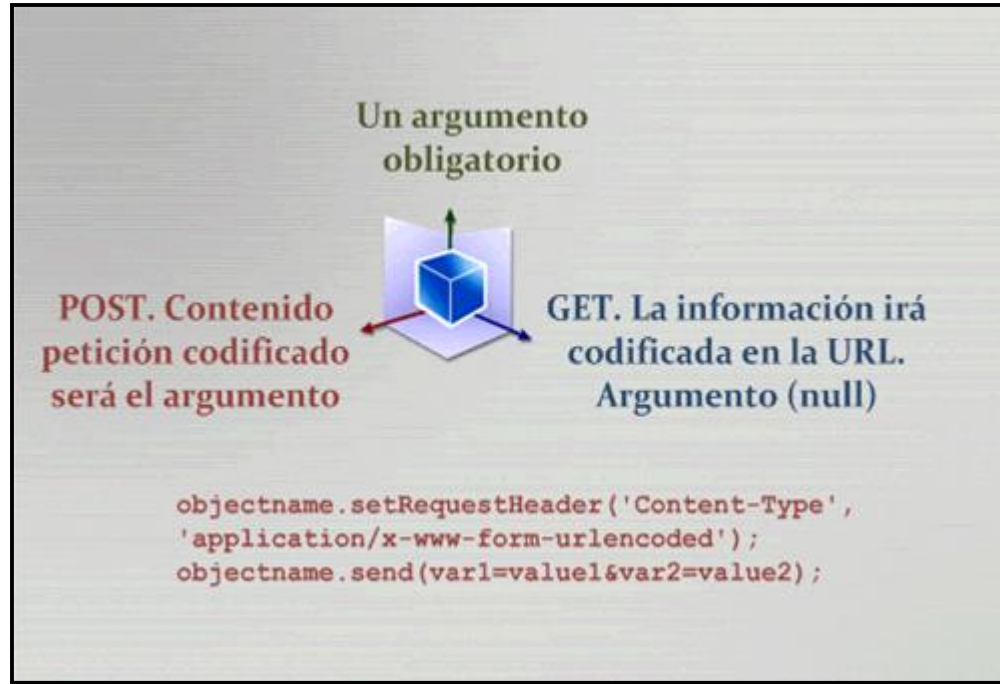 Un argumento
obligatorio
POST. Contenido
petición codificado
será el argumento
GET. La información irá
codificada en la URL.
Argumento (null)
objectname.setRequestHeader('Content-Type',
'application/x-www-form-urlencoded');
objectname.send(var1=value1&var2=value2);